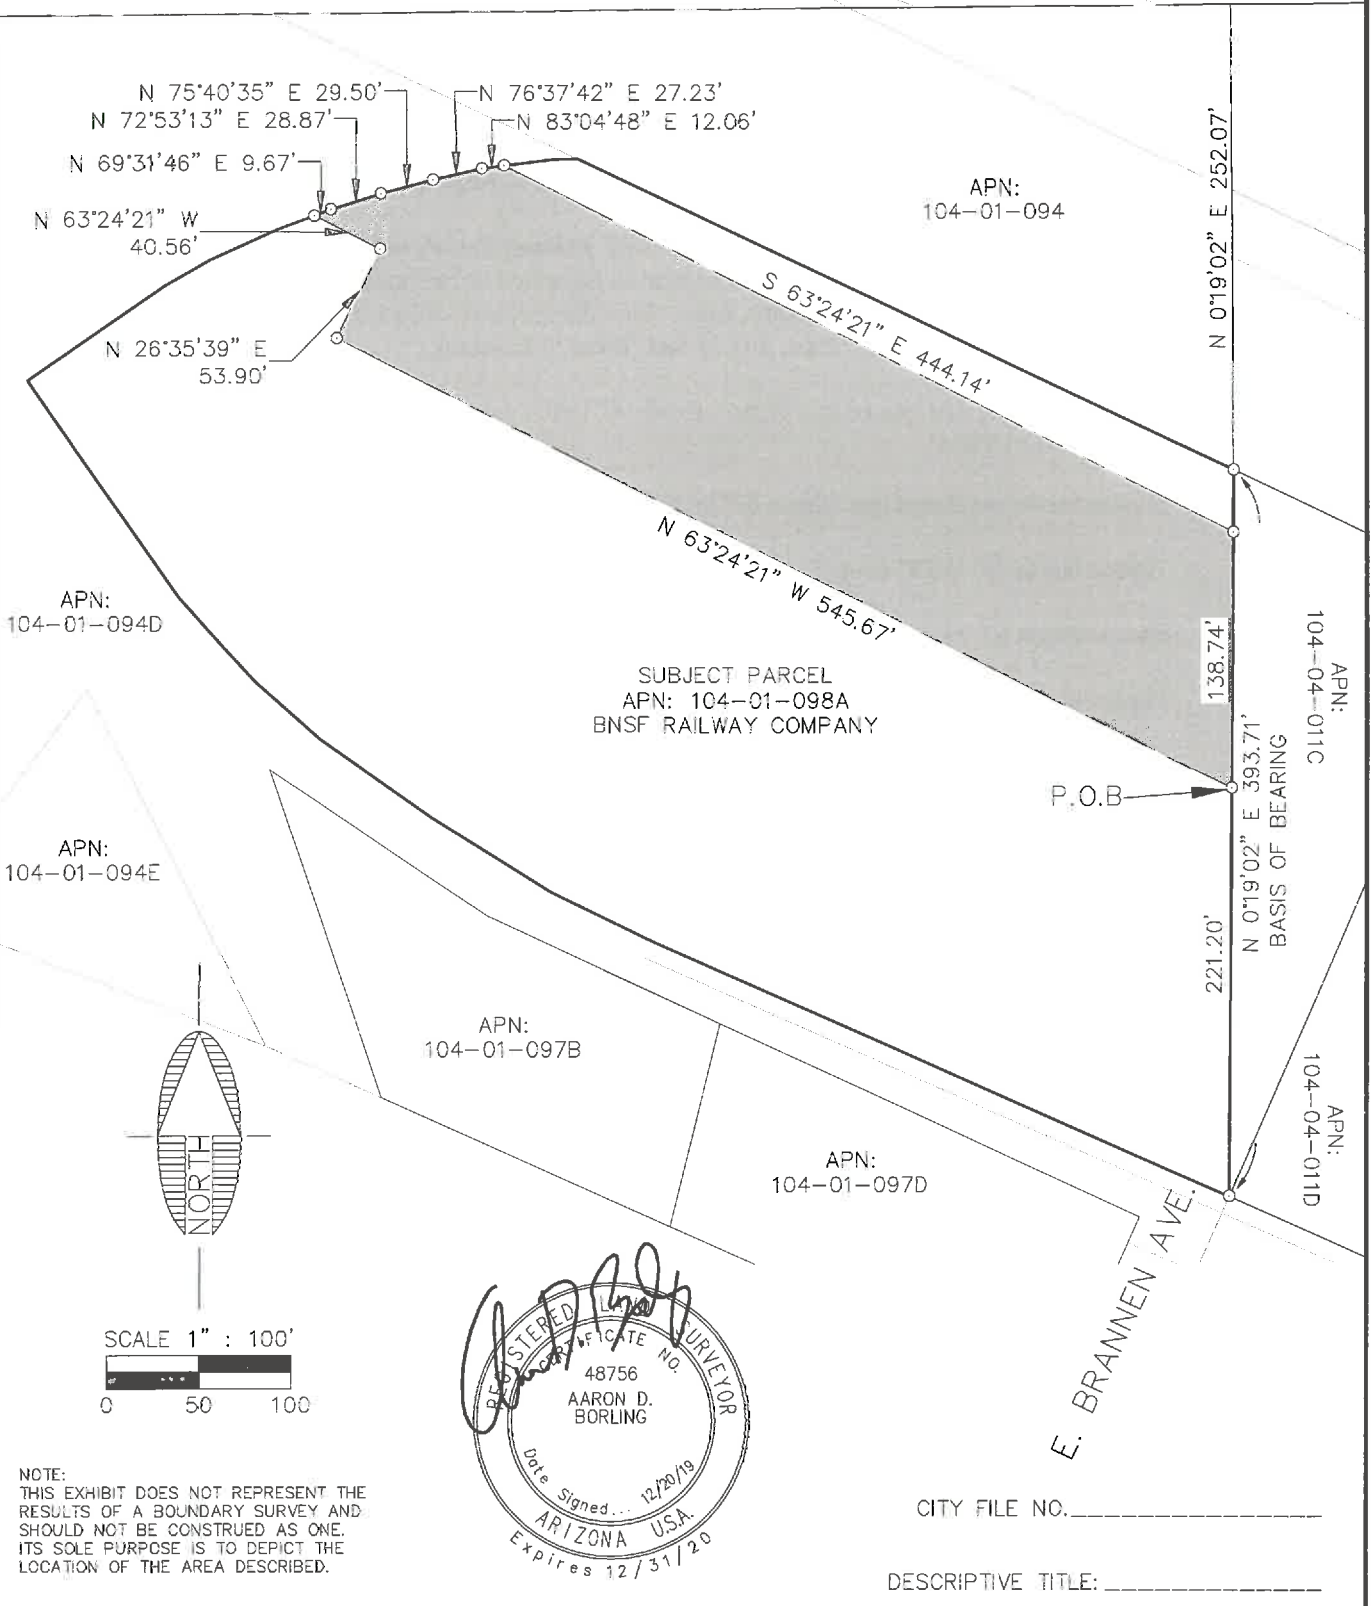 N 75°40'35" E 29.50'
N 76°37'42" E 27.23'
N 72°53'13" E 28.87'
N 83°04'48" E 12.06'
N 69°31'46" E 9.67'
N 63°24'21" W
40.56'
N 26°35'39" E
53.90'
APN:
104-01-094
N 0°19'02" E 252.07'
S 63°24'21" E 444.14'
N 63°24'21" W 545.67'
APN:
104-01-094D
SUBJECT PARCEL
APN: 104-01-098A
BNSF RAILWAY COMPANY
138.74'
APN:
104-04-011C
P.O.B
N 0°19'02" E 393.71'
BASIS OF BEARING
221.20'
APN:
104-01-094E
APN:
104-01-097B
APN:
104-01-097D
APN:
104-04-011D
E. BRANNEN AVE.
NORTH
SCALE 1" : 100'
0 50 100
REGISTERED LAND SURVEYOR
CERTIFICATE NO.
48756
AARON D.
BORLING
Date Signed... 12/20/19
ARIZONA U.S.A.
Expires 12/31/20
NOTE:
THIS EXHIBIT DOES NOT REPRESENT THE
RESULTS OF A BOUNDARY SURVEY AND
SHOULD NOT BE CONSTRUED AS ONE.
ITS SOLE PURPOSE IS TO DEPICT THE
LOCATION OF THE AREA DESCRIBED.
CITY FILE NO.
DESCRIPTIVE TITLE: